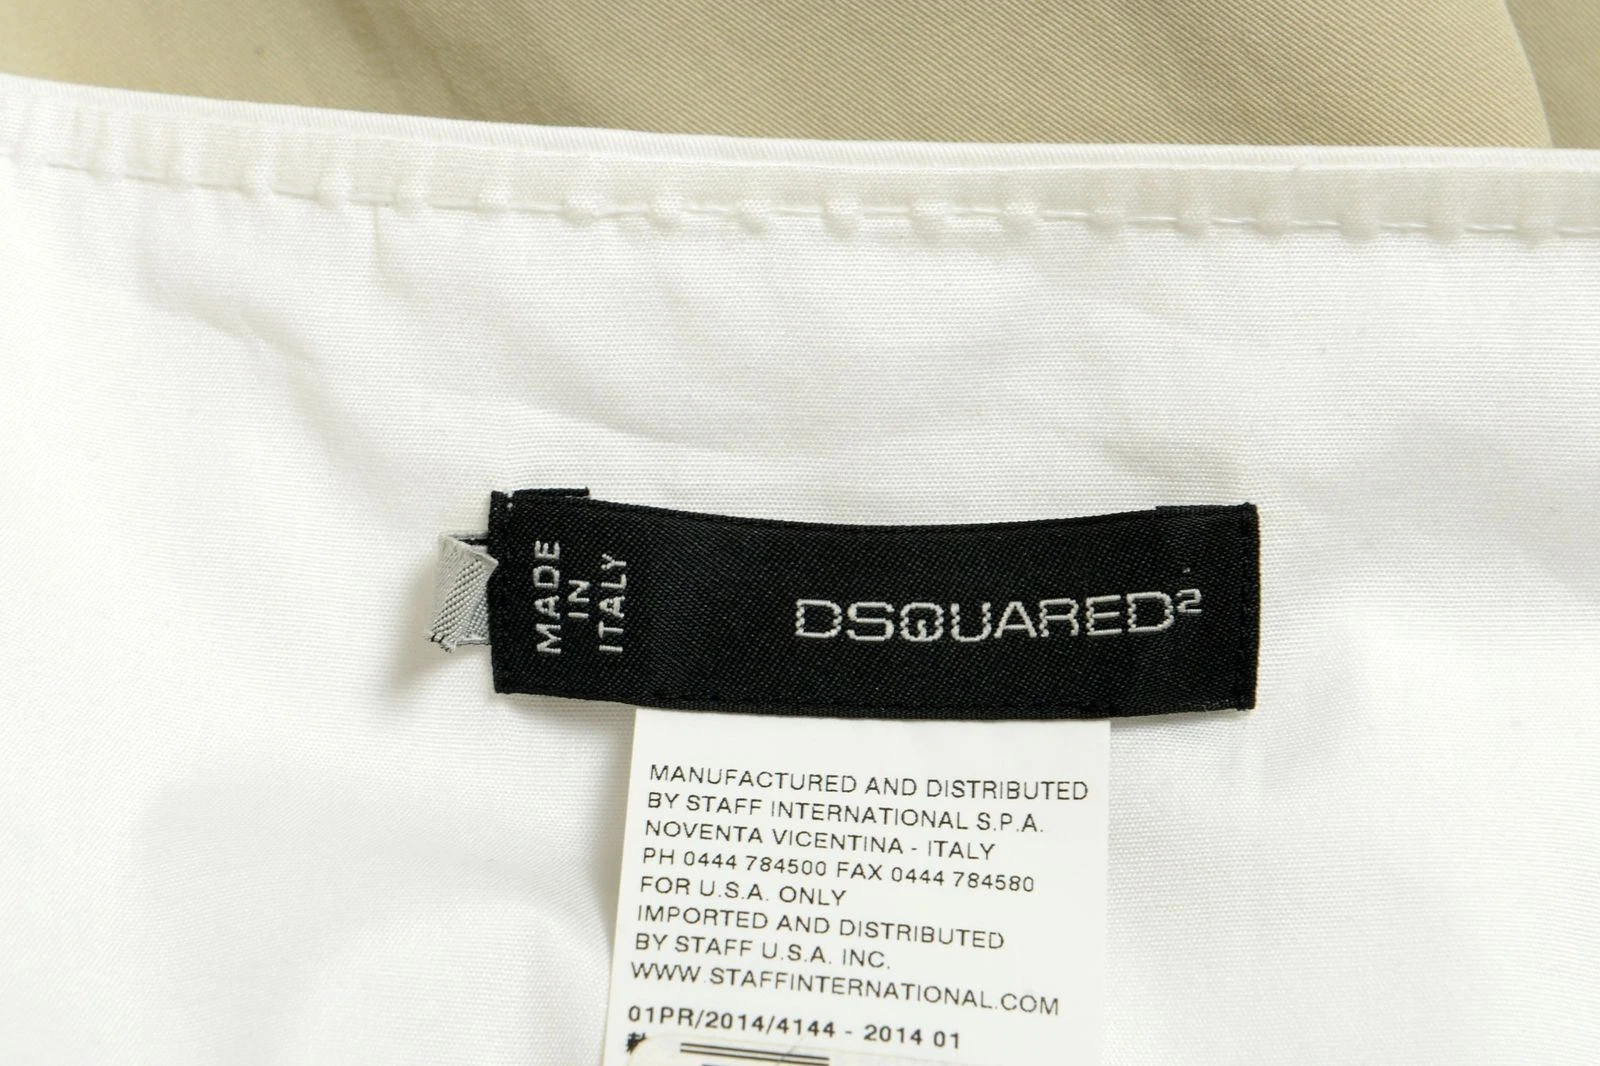 MADE
IN
ITALY
DSQUARED²
MANUFACTURED AND DISTRIBUTED
BY STAFF INTERNATIONAL S.P.A.
NOVENTA VICENTINA - ITALY
PH 0444 784500 FAX 0444 784580
FOR U.S.A. ONLY
IMPORTED AND DISTRIBUTED
BY STAFF U.S.A. INC.
WWW.STAFFINTERNATIONAL.COM
01PR/2014/4144 - 2014 01